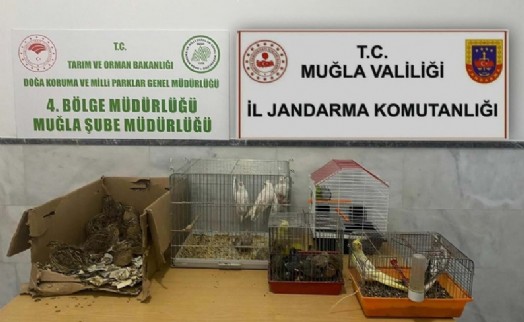 T.C.
TARIM VE ORMAN BAKANLIĞI
DOĞA KORUMA VE MİLLİ PARKLAR GENEL MÜDÜRLÜĞÜ
4. BÖLGE MÜDÜRLÜĞÜ
MUĞLA ŞUBE MÜDÜRLÜĞÜ
T.C.
MUĞLA VALİLİĞİ
İL JANDARMA KOMUTANLIĞI